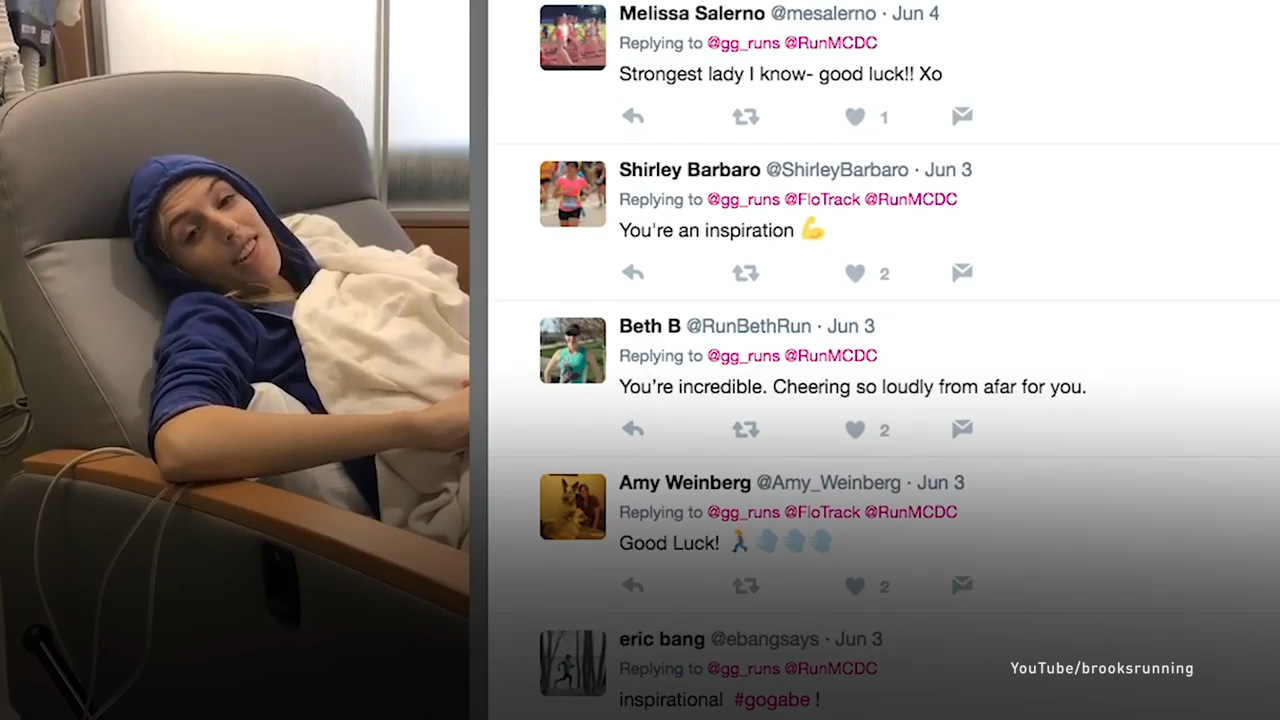 Melissa Salerno @mesalerno · Jun 4
Replying to @gg_runs @RunMCDC
Strongest lady I know- good luck!! Xo
1
Shirley Barbaro @ShirleyBarbaro · Jun 3
Replying to @gg_runs @FloTrack @RunMCDC
You're an inspiration 💪
2
Beth B @RunBethRun · Jun 3
Replying to @gg_runs @RunMCDC
You're incredible. Cheering so loudly from afar for you.
2
Amy Weinberg @Amy_Weinberg · Jun 3
Replying to @gg_runs @FloTrack @RunMCDC
Good Luck! 🚶💨💨💨
2
eric bang @ebangsays · Jun 3
Replying to @gg_runs @RunMCDC
inspirational #gogabe !
YouTube/brooksrunning